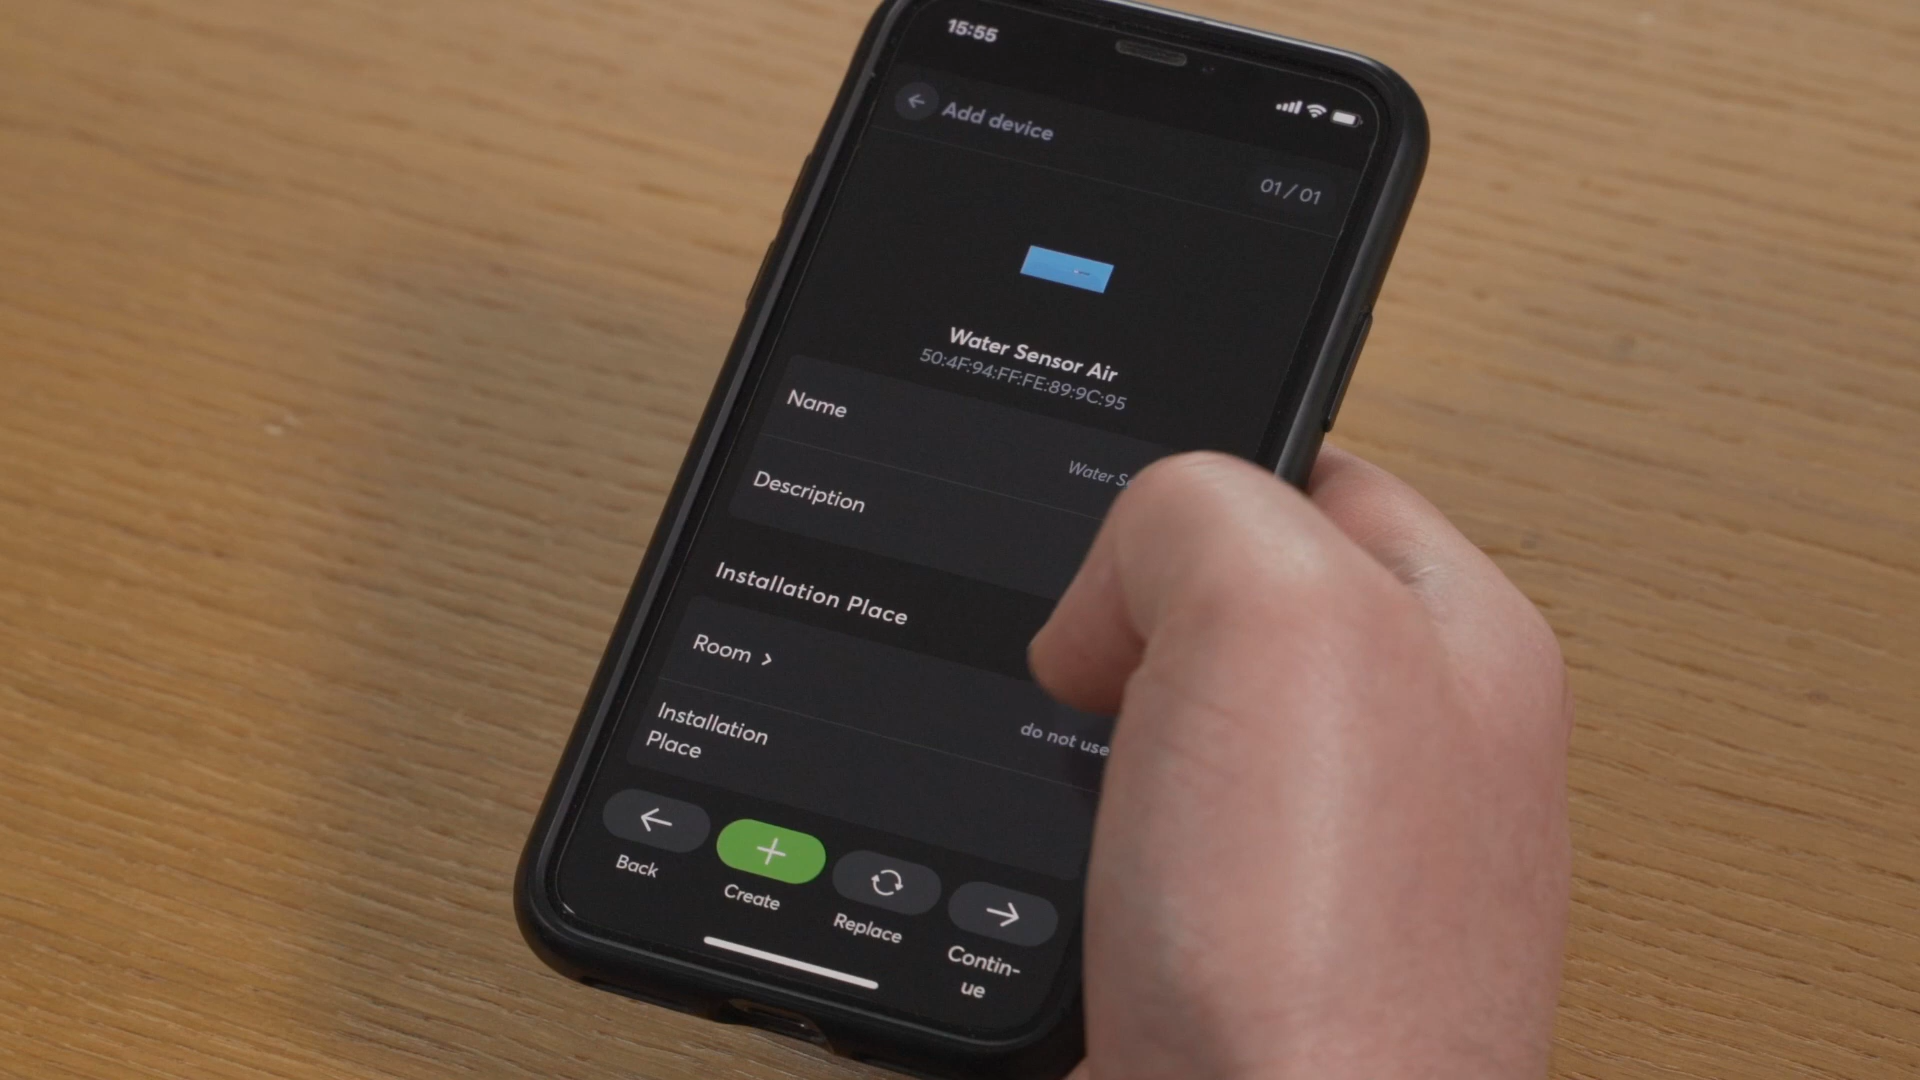 15:55
Add device
01 / 01
Water Sensor Air
50:4F:94:FF:FE:89:9C:95
Name
Water
Description
Installation Place
Room >
do not use
Installation
Place
Back
Create
Replace
Contin-
ue